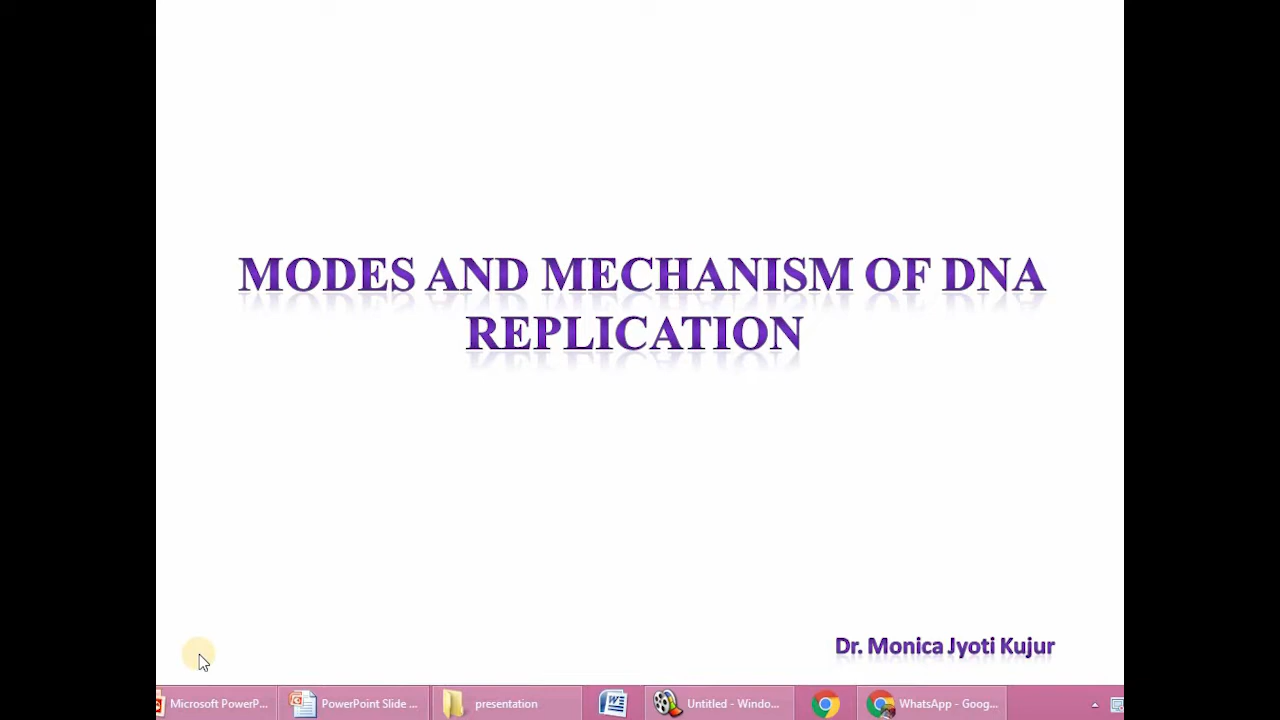 MODES AND MECHANISM OF DNA
REPLICATION
Dr. Monica Jyoti Kujur
Microsoft PowerP...
PowerPoint Slide ...
presentation
Untitled - Windo...
WhatsApp - Goog...